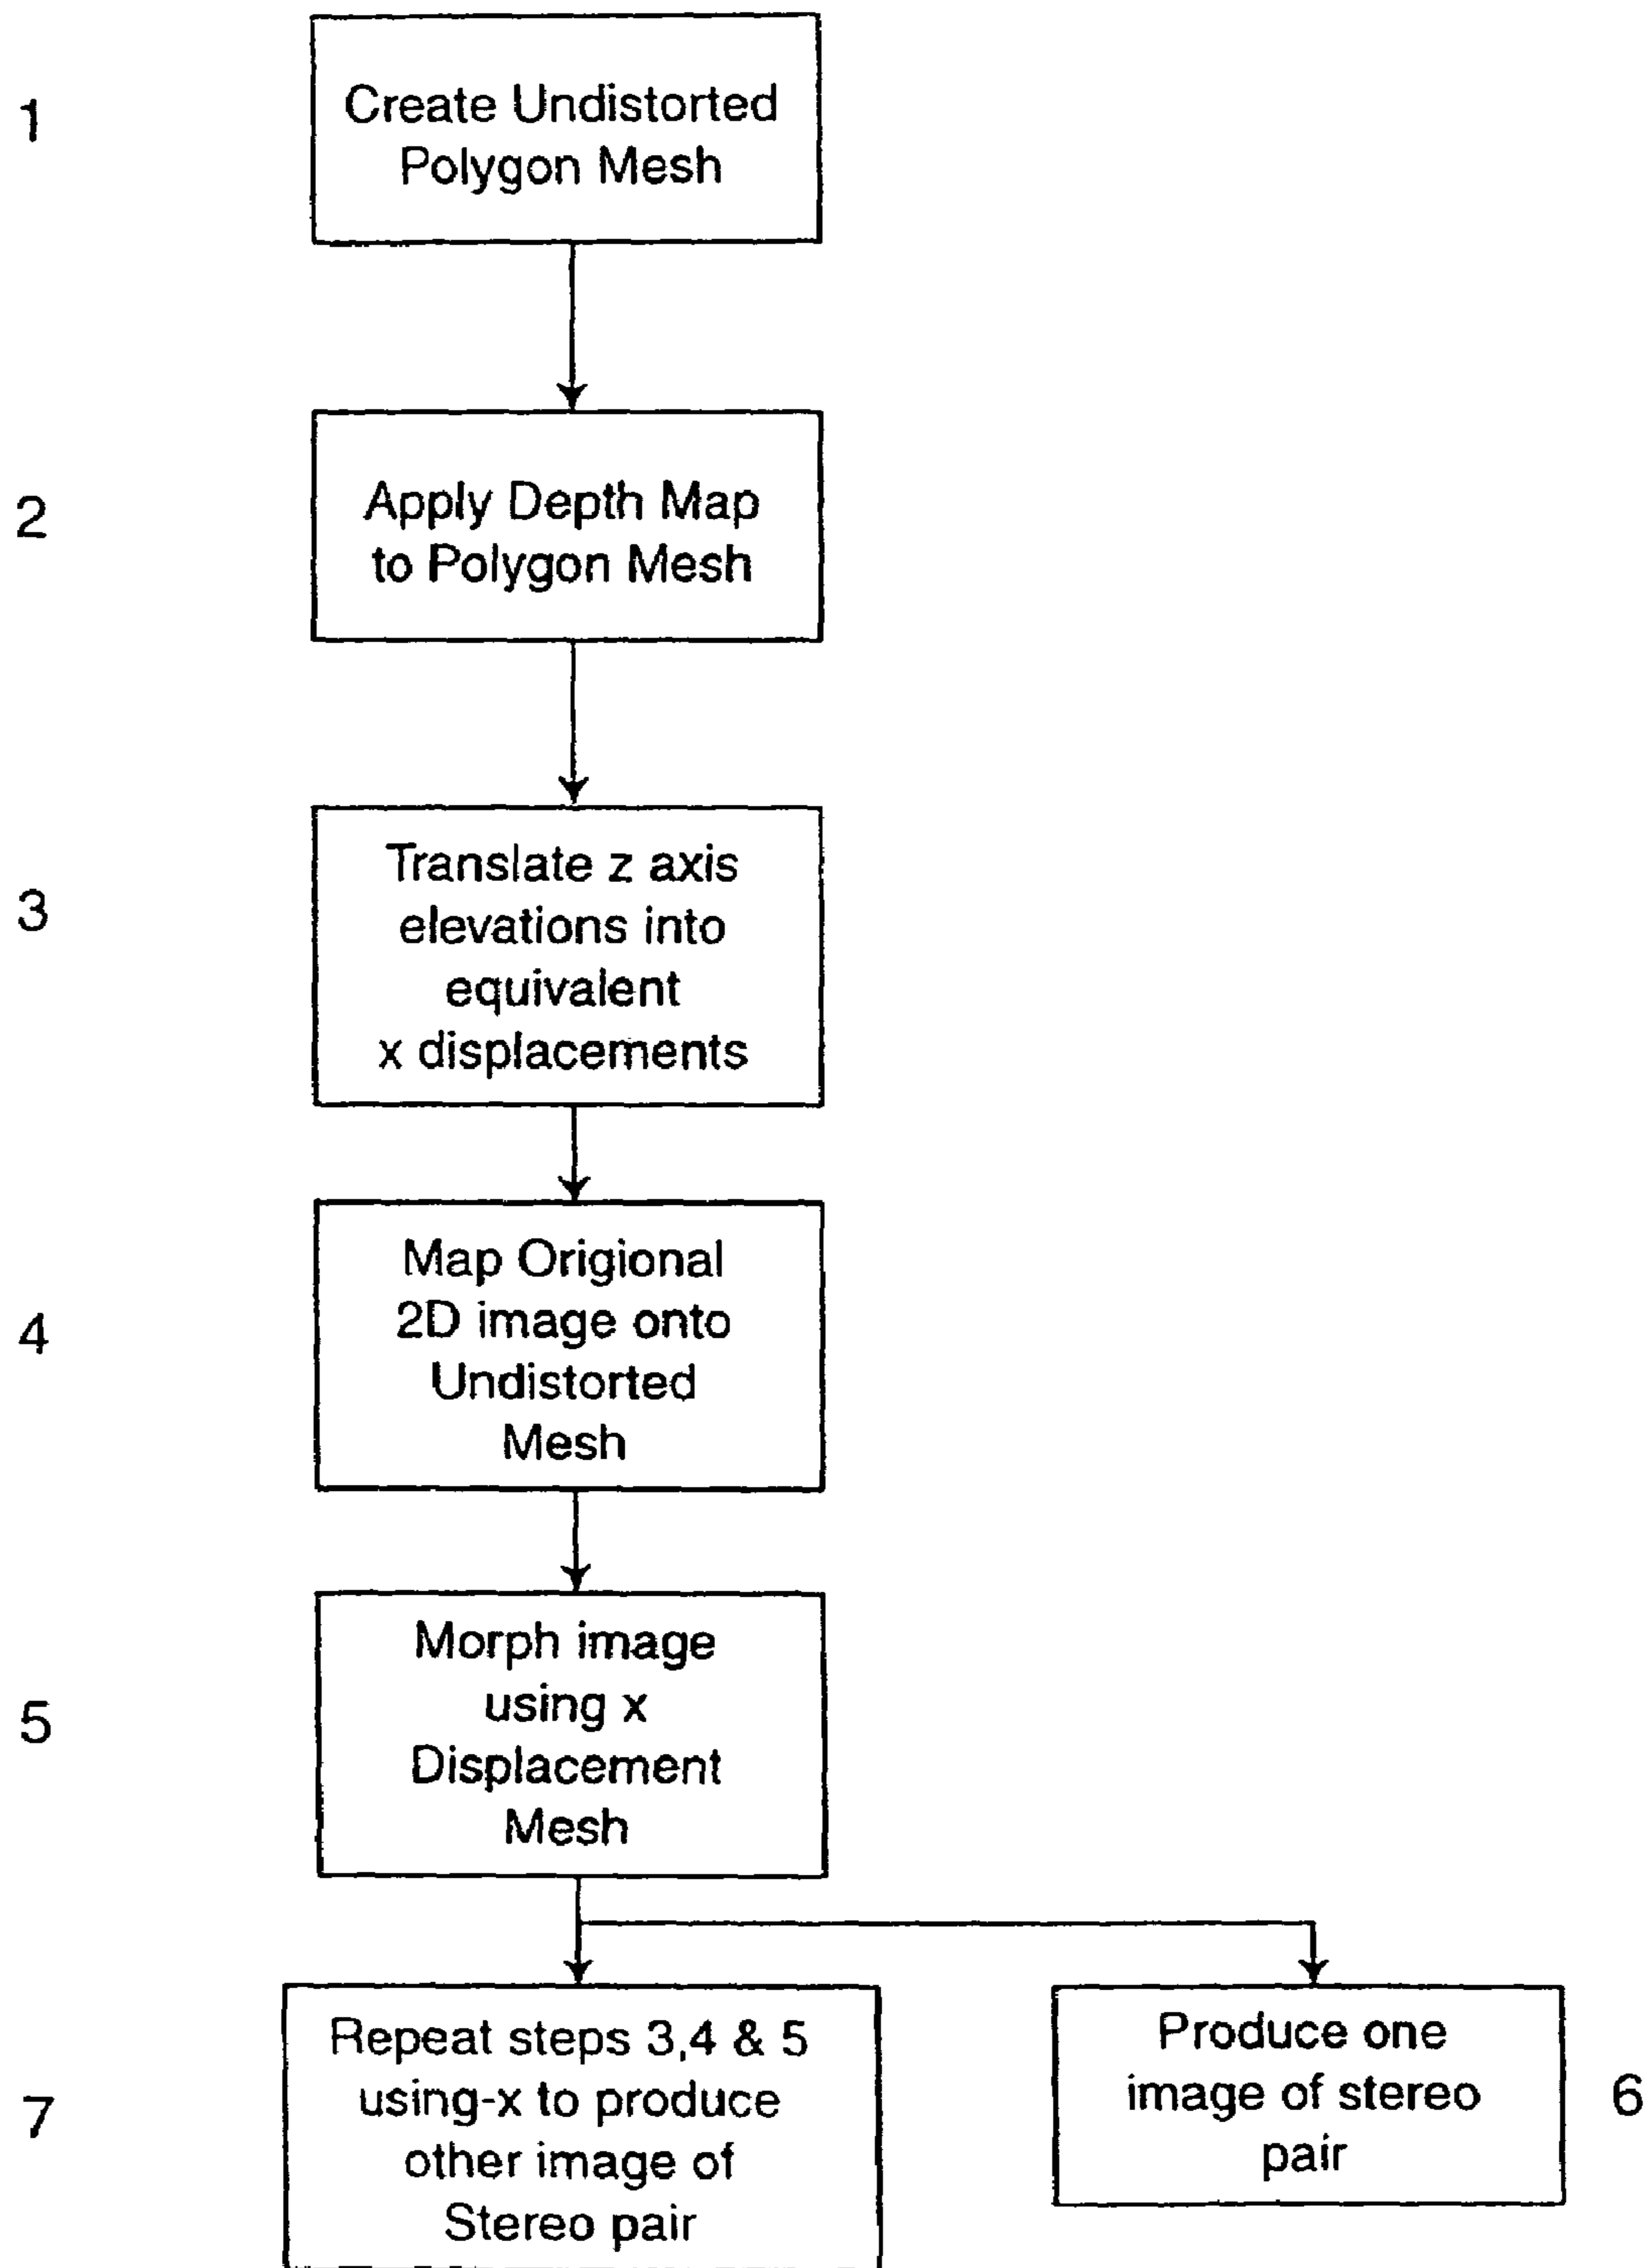 1
Create Undistorted
Polygon Mesh
2
Apply Depth Map
to Polygon Mesh
3
Translate z axis
elevations into
equivalent
x displacements
4
Map Origional
2D image onto
Undistorted
Mesh
5
Morph image
using x
Displacement
Mesh
7
Repeat steps 3,4 & 5
using-x to produce
other image of
Stereo pair
Produce one
image of stereo
pair
6